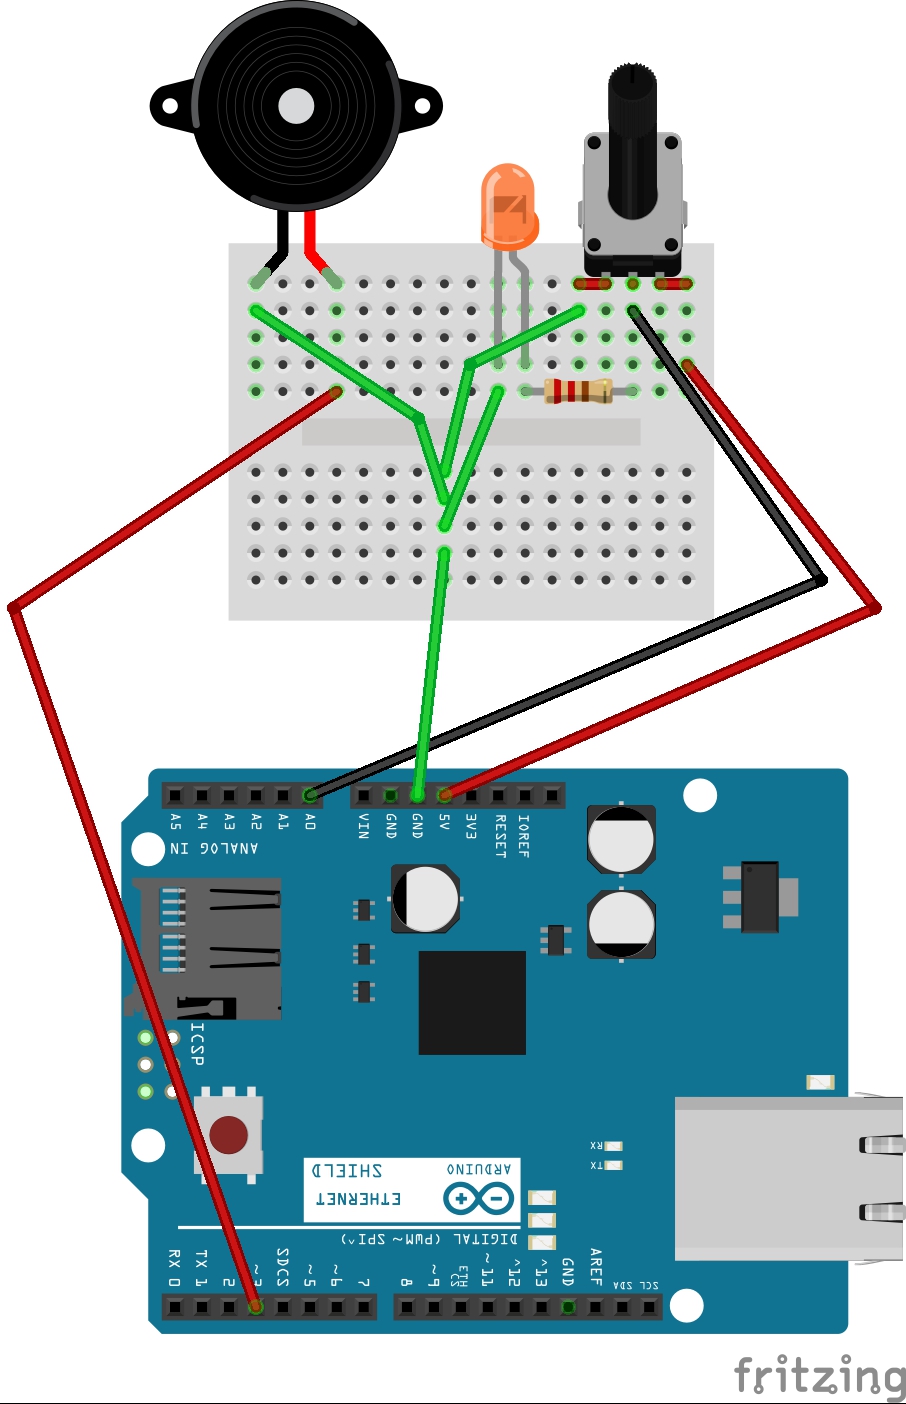 A5
A4
A3
A2
A1
A0
VIN
GND
GND
5V
3V3
RESET
IOREF
ANALOG IN
ICSP
RX
TX
ARDUINO
ETHERNET
SHIELD
DIGITAL (PWM~ SPI^)
RX 0
TX 1
2
~3
SDCS
~5
~6
7
8
~9
ETH
CS
~11
^12
^13
GND
AREF
SDA
SCL
fritzing